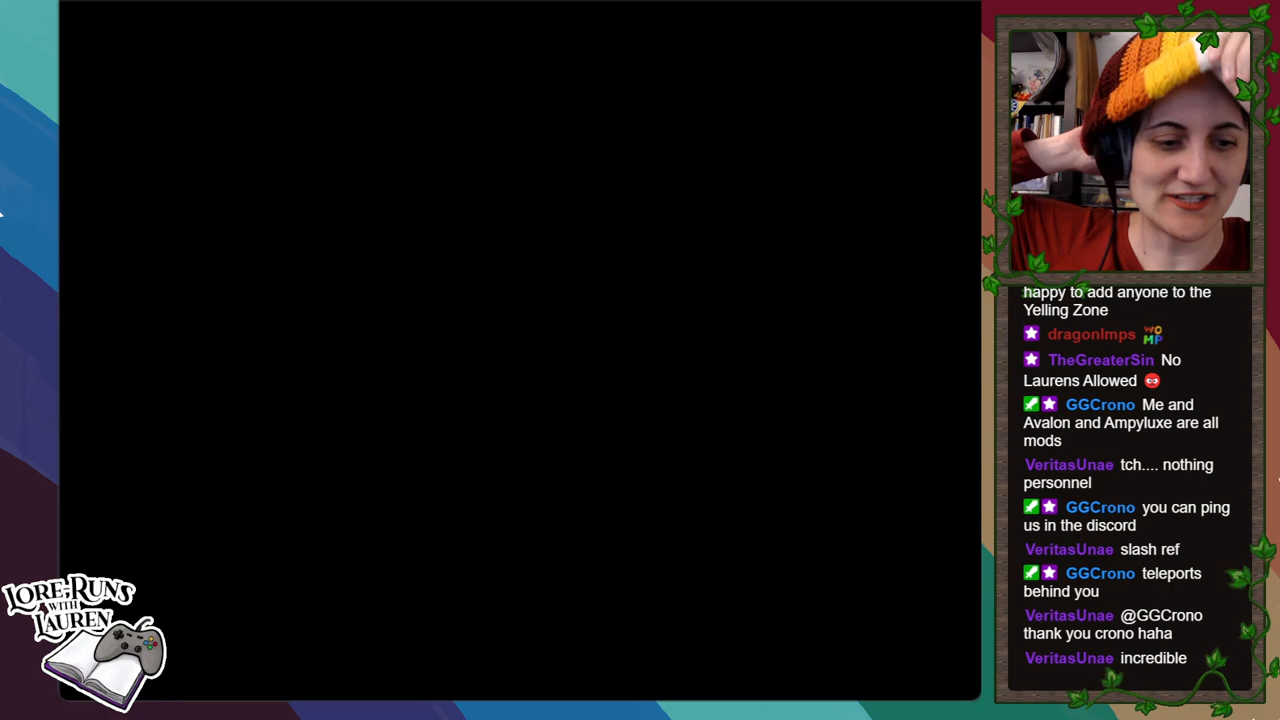 happy to add anyone to the
Yelling Zone
dragonImps WOMP
TheGreaterSin No
Laurens Allowed
GGCrono Me and
Avalon and Ampyluxe are all
mods
VeritasUnae tch.... nothing
personnel
GGCrono you can ping
us in the discord
VeritasUnae slash ref
GGCrono teleports
behind you
VeritasUnae @GGCrono
thank you crono haha
VeritasUnae incredible
LORE-RUNS
WITH
LAUREN